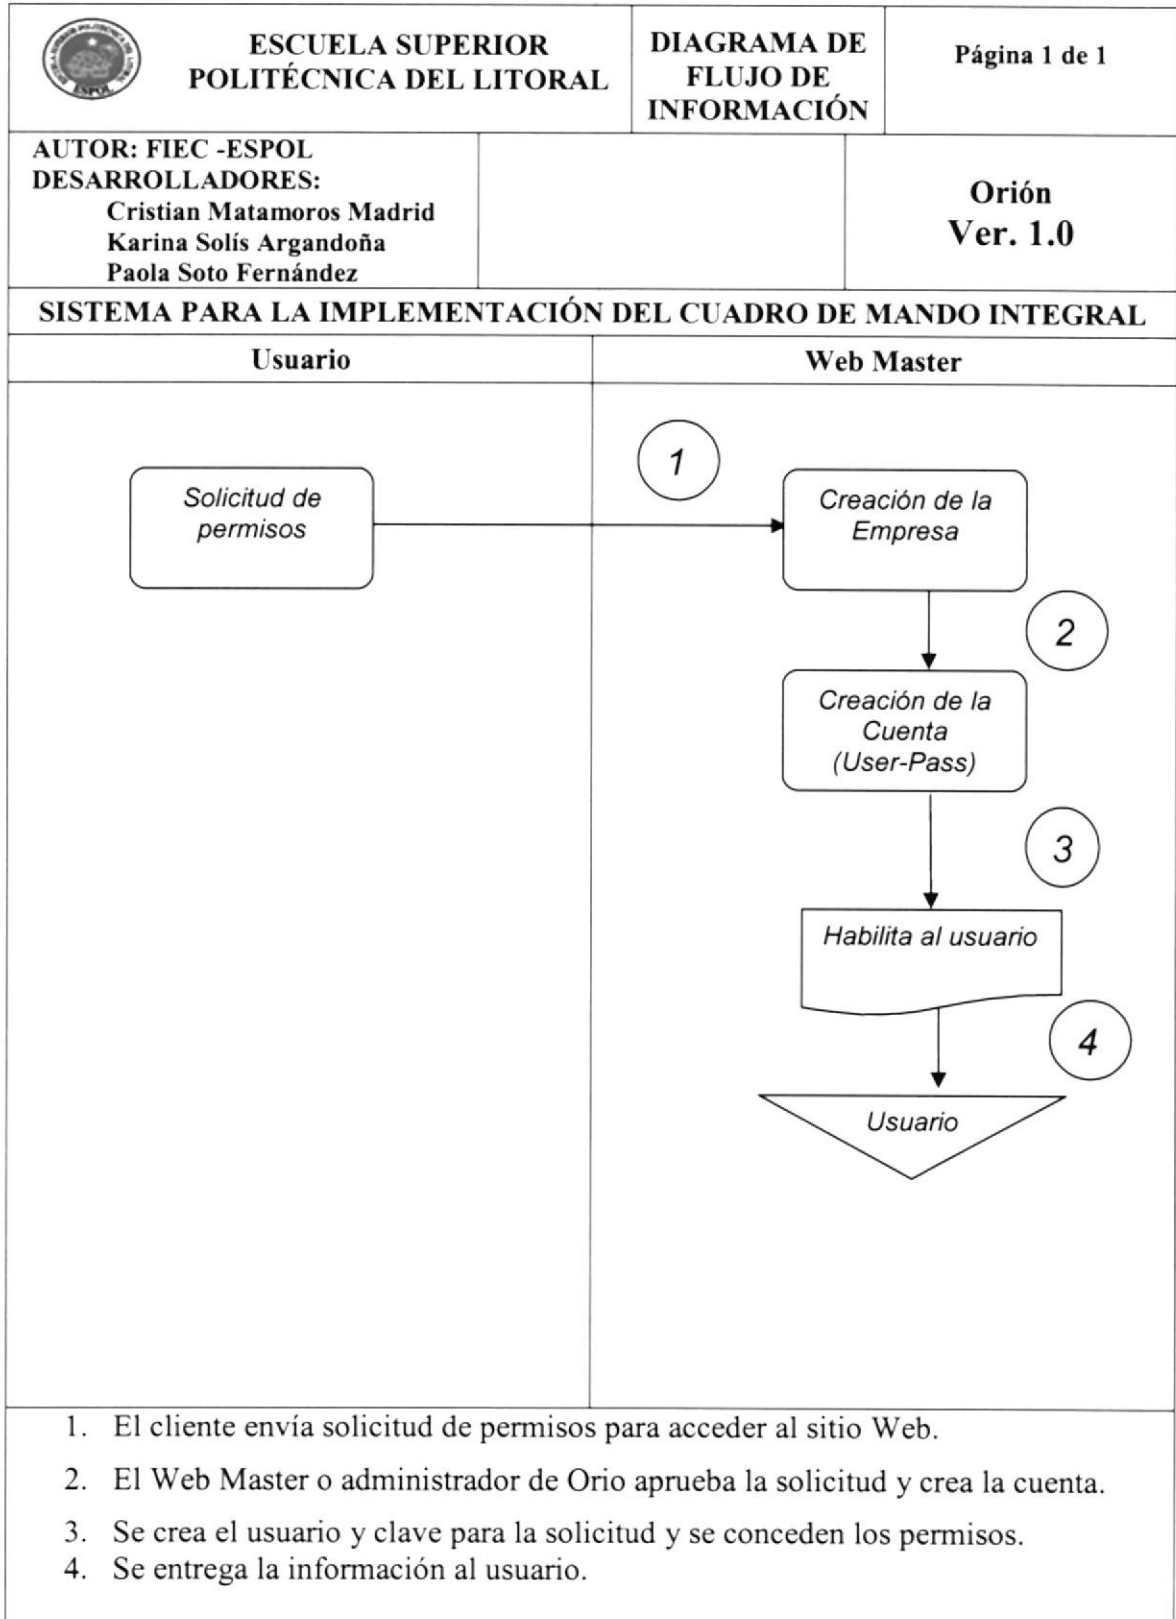 ESPOL
ESCUELA SUPERIOR
POLITÉCNICA DEL LITORAL
DIAGRAMA DE
FLUJO DE
INFORMACIÓN
Página 1 de 1
AUTOR: FIEC -ESPOL
DESARROLLADORES:
Cristian Matamoros Madrid
Karina Solís Argandoña
Paola Soto Fernández
Orión
Ver. 1.0
SISTEMA PARA LA IMPLEMENTACIÓN DEL CUADRO DE MANDO INTEGRAL
Usuario
Web Master
Solicitud de
permisos
1
Creación de la
Empresa
2
Creación de la
Cuenta
(User-Pass)
3
Habilita al usuario
4
Usuario
1. El cliente envía solicitud de permisos para acceder al sitio Web.
2. El Web Master o administrador de Orio aprueba la solicitud y crea la cuenta.
3. Se crea el usuario y clave para la solicitud y se conceden los permisos.
4. Se entrega la información al usuario.